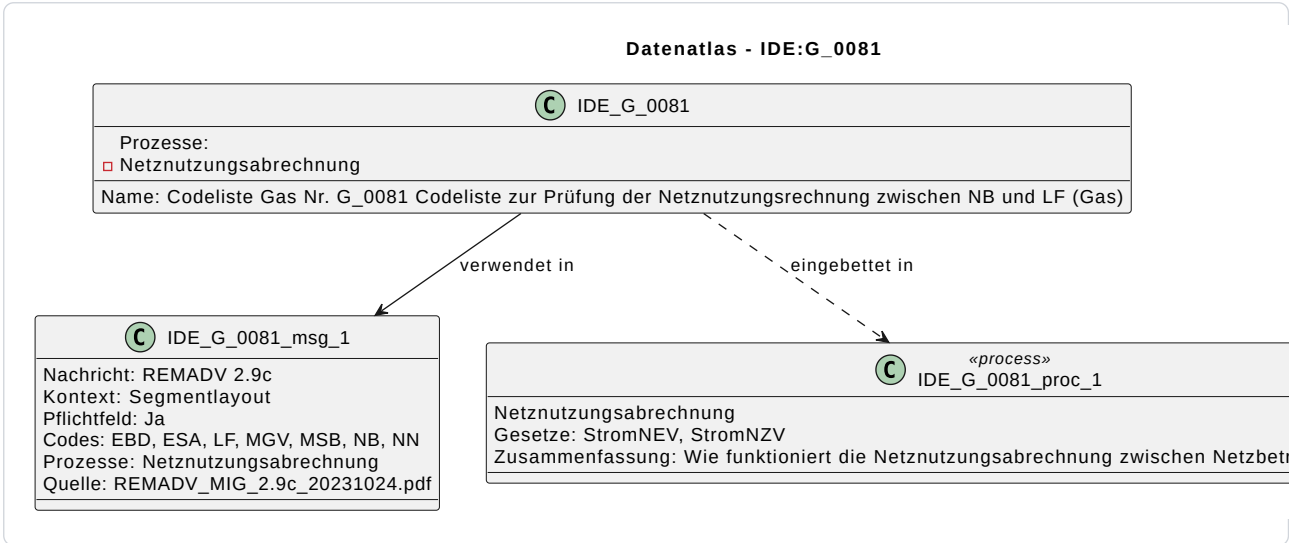 Datenatlas - IDE:G_0081
C IDE_G_0081
Prozesse:
Netznutzungsabrechnung
Name: Codeliste Gas Nr. G_0081 Codeliste zur Prüfung der Netznutzungsrechnung zwischen NB und LF (Gas)
verwendet in
eingebettet in
C IDE_G_0081_msg_1
Nachricht: REMADV 2.9c
Kontext: Segmentlayout
Pflichtfeld: Ja
Codes: EBD, ESA, LF, MGV, MSB, NB, NN
Prozesse: Netznutzungsabrechnung
Quelle: REMADV_MIG_2.9c_20231024.pdf
«process»
C IDE_G_0081_proc_1
Netznutzungsabrechnung
Gesetze: StromNEV, StromNZV
Zusammenfassung: Wie funktioniert die Netznutzungsabrechnung zwischen